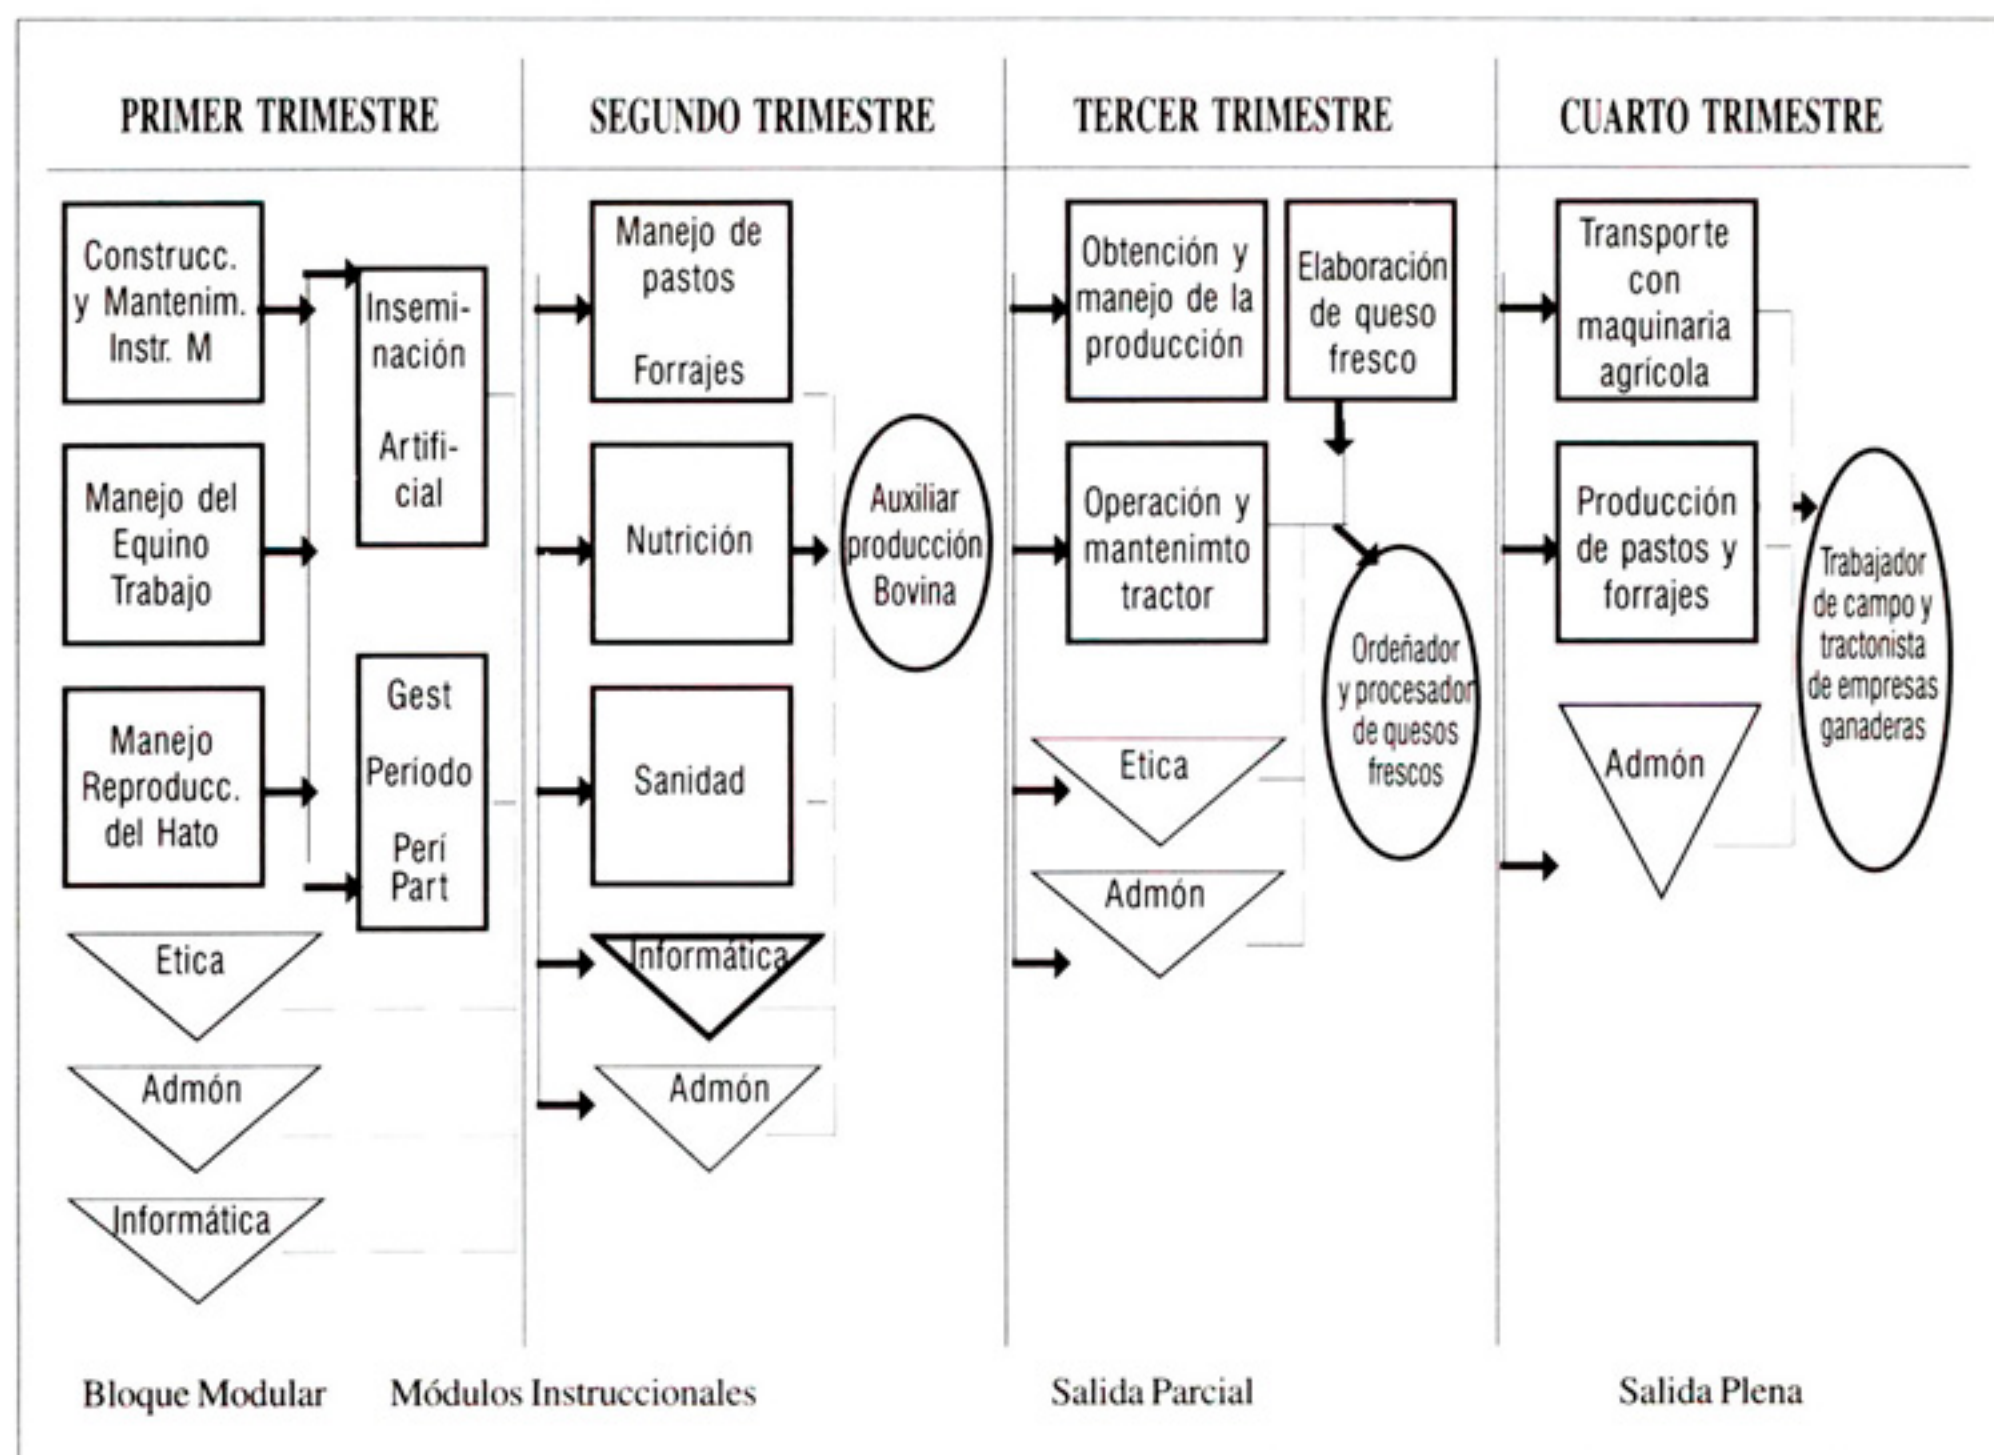 PRIMER TRIMESTRE
Construcc.
y Mantenim.
Instr. M
Manejo del
Equino
Trabajo
Manejo
Reproducc.
del Hato
Insemi-
nación
Artifi-
cial
Gest
Período
Perí
Part
Etica
Admón
Informática
SEGUNDO TRIMESTRE
Manejo de
pastos
Forrajes
Nutrición
Sanidad
Informática
Admón
Auxiliar
producción
Bovina
TERCER TRIMESTRE
Obtención y
manejo de la
producción
Elaboración
de queso
fresco
Operación y
mantenimto
tractor
Ordeñador
y procesador
de quesos
frescos
Etica
Admón
CUARTO TRIMESTRE
Transporte
con
maquinaria
agrícola
Producción
de pastos y
forrajes
Admón
Trabajador
de campo y
tractonista
de empresas
ganaderas
Bloque Modular
Módulos Instruccionales
Salida Parcial
Salida Plena